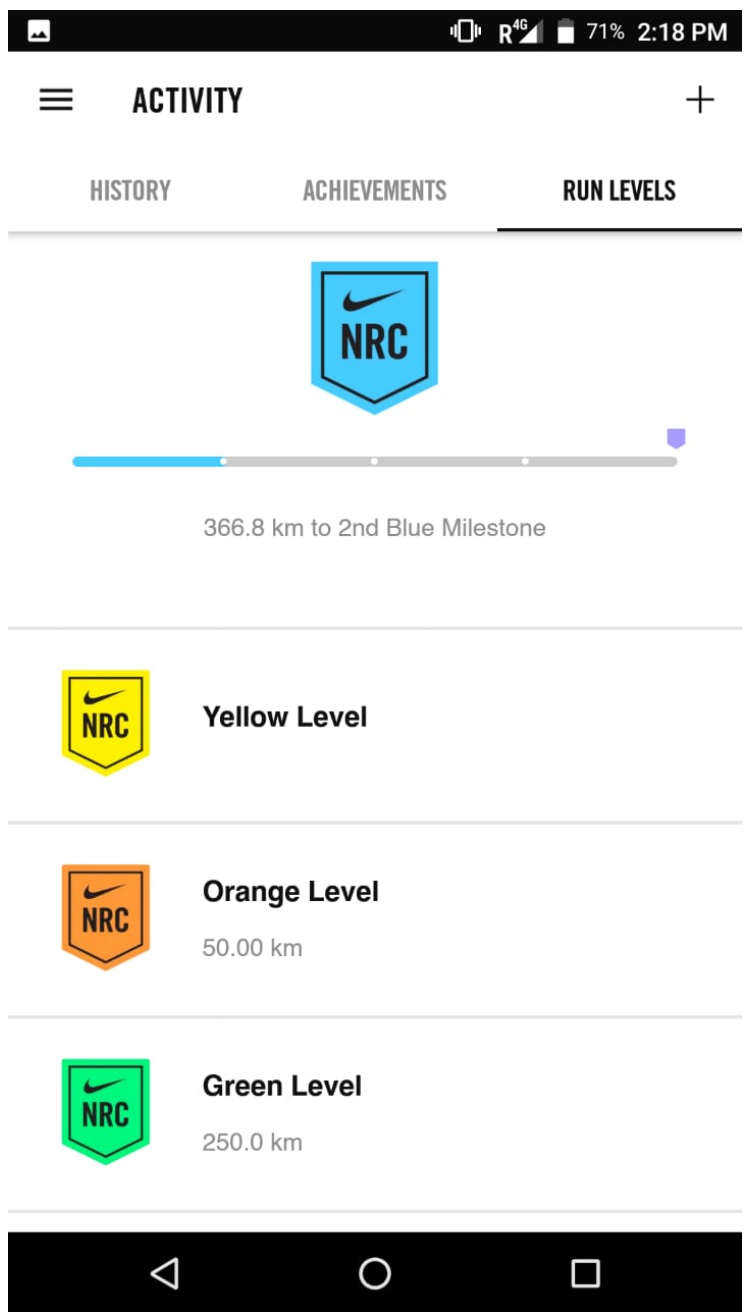 R 4G 71% 2:18 PM
ACTIVITY
HISTORY ACHIEVEMENTS RUN LEVELS
NRC
366.8 km to 2nd Blue Milestone
NRC
Yellow Level
NRC
Orange Level
50.00 km
NRC
Green Level
250.0 km